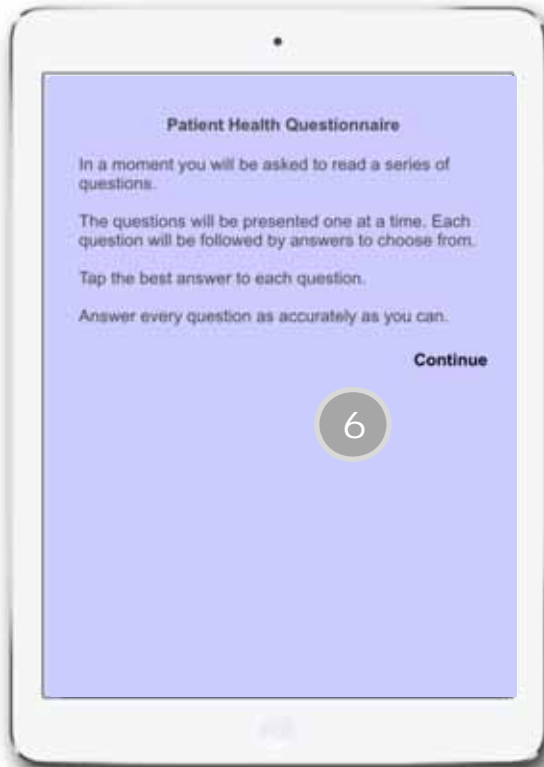 Patient Health Questionnaire
In a moment you will be asked to read a series of
questions.
The questions will be presented one at a time. Each
question will be followed by answers to choose from.
Tap the best answer to each question.
Answer every question as accurately as you can.
Continue
6